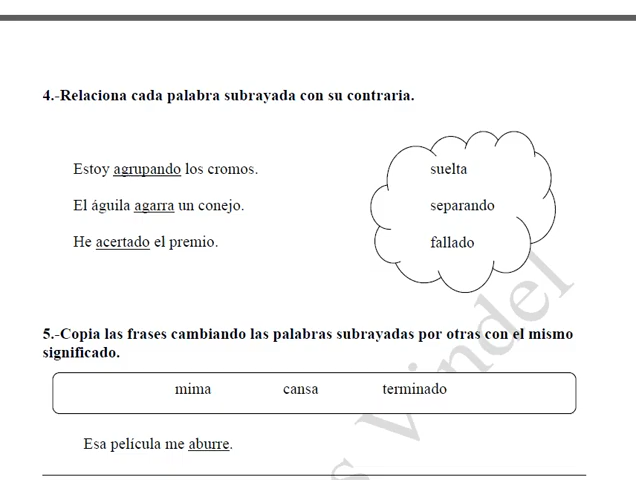 4.-Relaciona cada palabra subrayada con su contraria.
Estoy agrupando los cromos.
suelta
El águila agarra un conejo.
separando
He acertado el premio.
fallado
5.-Copia las frases cambiando las palabras subrayadas por otras con el mismo
significado.
mima cansa terminado
Esa película me aburre.
s Vindel